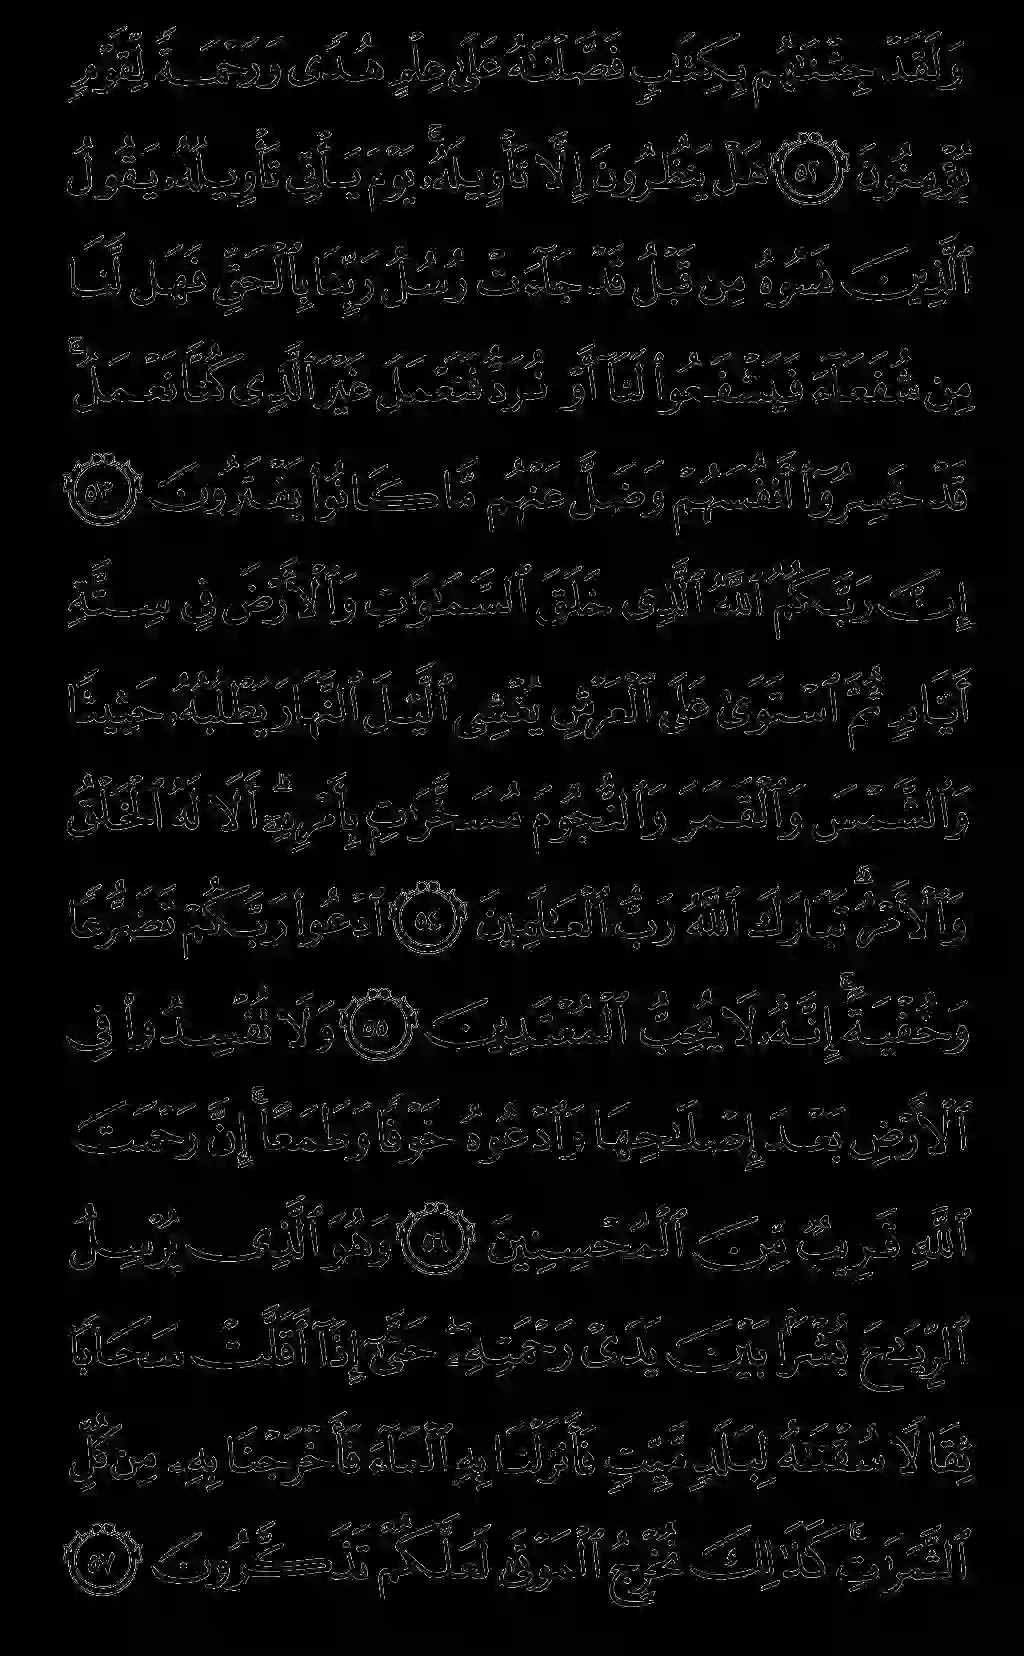 وَلَقَدْ جِئْنَٰهُم بِكِتَٰبٍ فَصَّلْنَٰهُ عَلَىٰ عِلْمٍ هُدًى وَرَحْمَةً لِّقَوْمٍ
يُؤْمِنُونَ ٥٢ هَلْ يَنظُرُونَ إِلَّا تَأْوِيلَهُۥ ۚ يَوْمَ يَأْتِى تَأْوِيلُهُۥ يَقُولُ
ٱلَّذِينَ نَسُوهُ مِن قَبْلُ قَدْ جَآءَتْ رُسُلُ رَبِّنَا بِٱلْحَقِّ فَهَل لَّنَا
مِن شُفَعَآءَ فَيَشْفَعُوا۟ لَنَآ أَوْ نُرَدُّ فَنَعْمَلَ غَيْرَ ٱلَّذِى كُنَّا نَعْمَلُ ۚ
قَدْ خَسِرُوٓا۟ أَنفُسَهُمْ وَضَلَّ عَنْهُم مَّا كَانُوا۟ يَفْتَرُونَ ٥٣
إِنَّ رَبَّكُمُ ٱللَّهُ ٱلَّذِى خَلَقَ ٱلسَّمَٰوَٰتِ وَٱلْأَرْضَ فِى سِتَّةِ
أَيَّامٍ ثُمَّ ٱسْتَوَىٰ عَلَى ٱلْعَرْشِ يُغْشِى ٱلَّيْلَ ٱلنَّهَارَ يَطْلُبُهُۥ حَثِيثًا
وَٱلشَّمْسَ وَٱلْقَمَرَ وَٱلنُّجُومَ مُسَخَّرَٰتٍۭ بِأَمْرِهِۦٓ ۗ أَلَا لَهُ ٱلْخَلْقُ
وَٱلْأَمْرُ ۗ تَبَارَكَ ٱللَّهُ رَبُّ ٱلْعَٰلَمِينَ ٥٤ ٱدْعُوا۟ رَبَّكُمْ تَضَرُّعًا
وَخُفْيَةً ۚ إِنَّهُۥ لَا يُحِبُّ ٱلْمُعْتَدِينَ ٥٥ وَلَا تُفْسِدُوا۟ فِى
ٱلْأَرْضِ بَعْدَ إِصْلَٰحِهَا وَٱدْعُوهُ خَوْفًا وَطَمَعًا ۚ إِنَّ رَحْمَتَ
ٱللَّهِ قَرِيبٌ مِّنَ ٱلْمُحْسِنِينَ ٥٦ وَهُوَ ٱلَّذِى يُرْسِلُ
ٱلرِّيَٰحَ بُشْرًۢا بَيْنَ يَدَىْ رَحْمَتِهِۦ ۖ حَتَّىٰٓ إِذَآ أَقَلَّتْ سَحَابًا
ثِقَالًا سُقْنَٰهُ لِبَلَدٍ مَّيِّتٍ فَأَنزَلْنَا بِهِ ٱلْمَآءَ فَأَخْرَجْنَا بِهِۦ مِن كُلِّ
ٱلثَّمَرَٰتِ ۚ كَذَٰلِكَ نُخْرِجُ ٱلْمَوْتَىٰ لَعَلَّكُمْ تَذَكَّرُونَ ٥٧